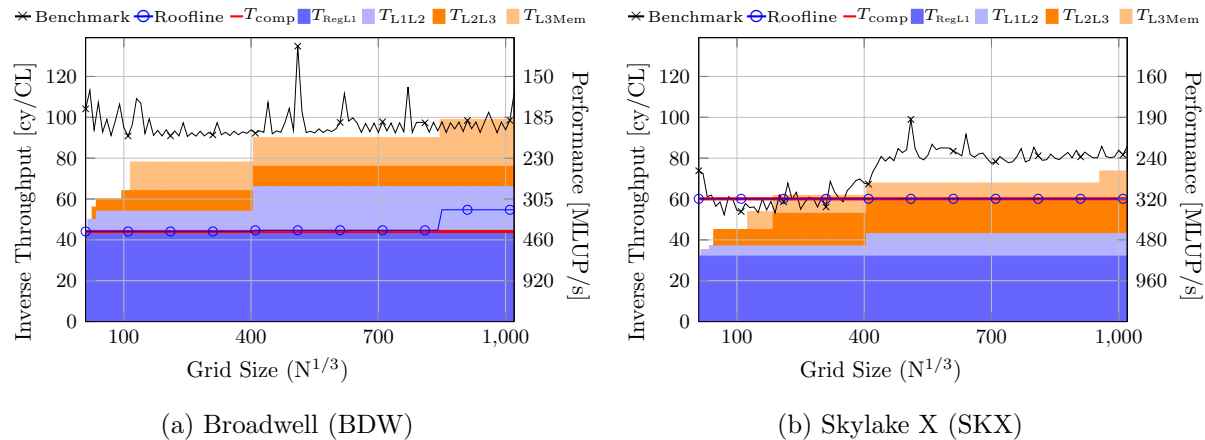 Benchmark Roofline T_comp T_RegL1 T_L1L2 T_L2L3 T_L3Mem
Inverse Throughput [cy/CL]
120
100
80
60
40
20
0
150
185
230
305
460
920
Performance [MLUP/s]
100 400 700 1,000
Grid Size (N^1/3)
(a) Broadwell (BDW)
Benchmark Roofline T_comp T_RegL1 T_L1L2 T_L2L3 T_L3Mem
Inverse Throughput [cy/CL]
120
100
80
60
40
20
0
160
190
240
320
480
960
Performance [MLUP/s]
100 400 700 1,000
Grid Size (N^1/3)
(b) Skylake X (SKX)